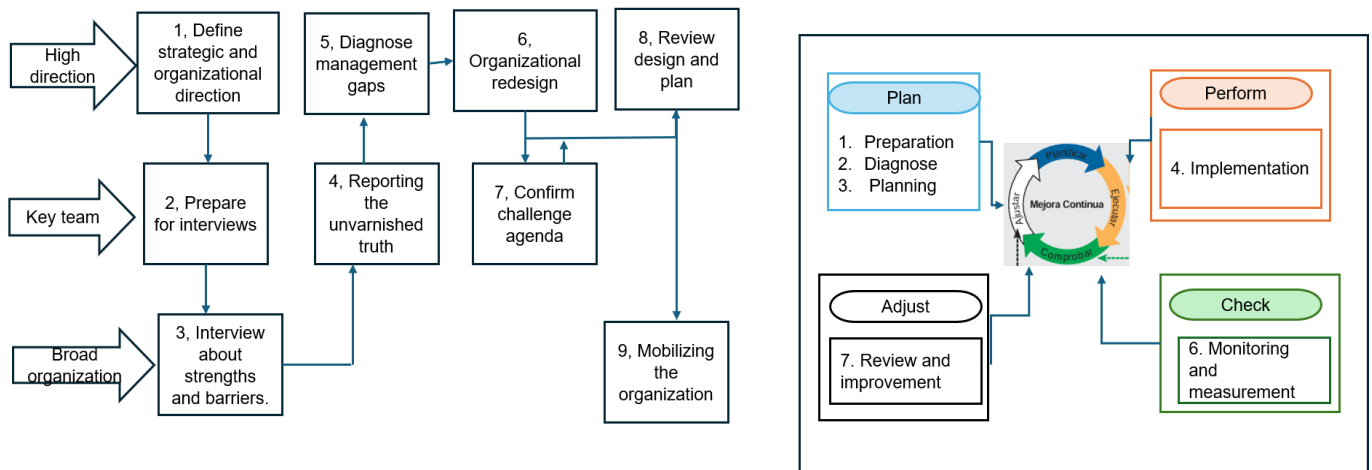 High
direction
1, Define
strategic and
organizational
direction
5, Diagnose
management
gaps
6,
Organizational
redesign
8, Review
design and
plan
Key team
2, Prepare
for interviews
4, Reporting
the
unvarnished
truth
7, Confirm
challenge
agenda
Broad
organization
3, Interview
about
strengths
and barriers.
9, Mobilizing
the
organization
Plan
1. Preparation
2. Diagnose
3. Planning
Perform
4. Implementation
Planificar
Ejecutar
Comprobar
Ajustar
Mejora Continua
Adjust
7. Review and
improvement
Check
6. Monitoring
and
measurement